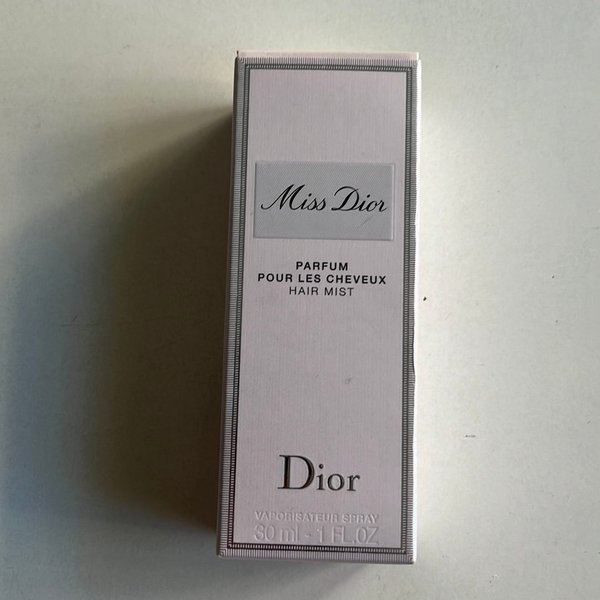 Miss Dior
PARFUM
POUR LES CHEVEUX
HAIR MIST
Dior
VAPORISATEUR SPRAY
30 ml - 1 FL.OZ